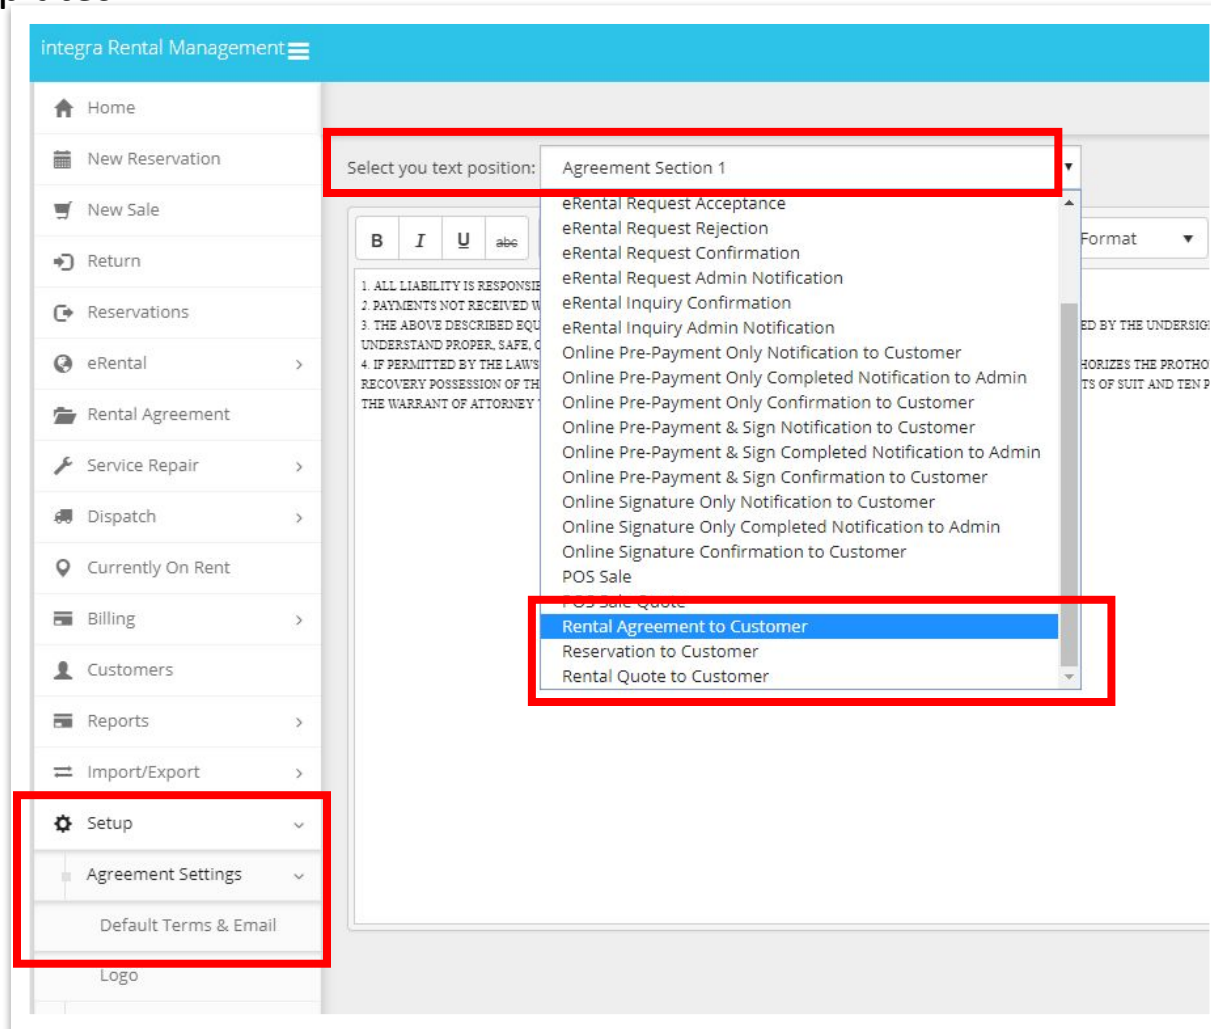 integra Rental Management
Home
New Reservation
New Sale
Return
Reservations
eRental
Rental Agreement
Service Repair
Dispatch
Currently On Rent
Billing
Customers
Reports
Import/Export
Setup
Agreement Settings
Default Terms & Email
Logo
Select you text position: Agreement Section 1
eRental Request Acceptance
eRental Request Rejection
eRental Request Confirmation
eRental Request Admin Notification
eRental Inquiry Confirmation
eRental Inquiry Admin Notification
Online Pre-Payment Only Notification to Customer
Online Pre-Payment Only Completed Notification to Admin
Online Pre-Payment Only Confirmation to Customer
Online Pre-Payment & Sign Notification to Customer
Online Pre-Payment & Sign Completed Notification to Admin
Online Pre-Payment & Sign Confirmation to Customer
Online Signature Only Notification to Customer
Online Signature Only Completed Notification to Admin
Online Signature Confirmation to Customer
POS Sale
POS Sale Quote
Rental Agreement to Customer
Reservation to Customer
Rental Quote to Customer
B I U abc
Format
1. ALL LIABILITY IS
2. PAYMENTS NOT RECEIVED
3. THE ABOVE DESCRIBED BY THE
UNDERSTAND PROPER, SAFE,
4. IF PERMITTED BY THE LAWS THE
RECOVERY POSSESSION OF OF SUIT AND TEN
THE WARRANT OF ATTORNEY